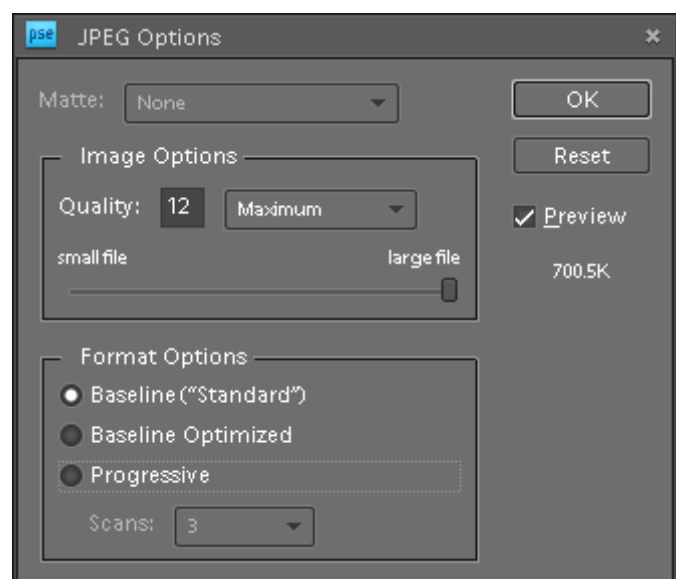 pse JPEG Options
Matte: None
OK
Image Options
Reset
Quality: 12 Maximum
Preview
small file large file
700.5K
Format Options
Baseline (“Standard”)
Baseline Optimized
Progressive
Scans: 3